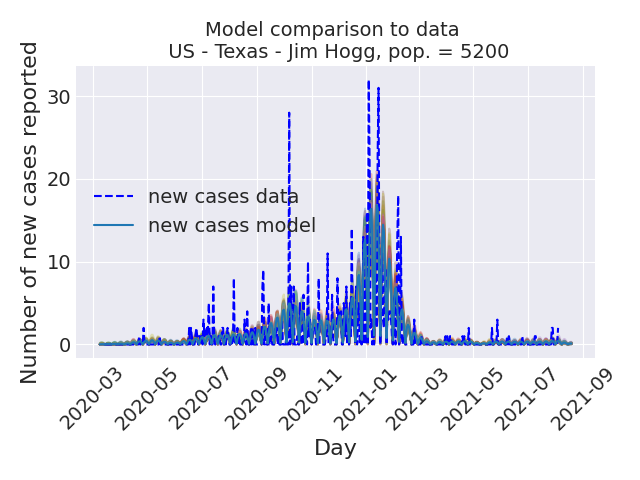 Model comparison to data
US - Texas - Jim Hogg, pop. = 5200
Number of new cases reported
30
20
10
0
new cases data
new cases model
2020-03
2020-05
2020-07
2020-09
2020-11
2021-01
2021-03
2021-05
2021-07
2021-09
Day